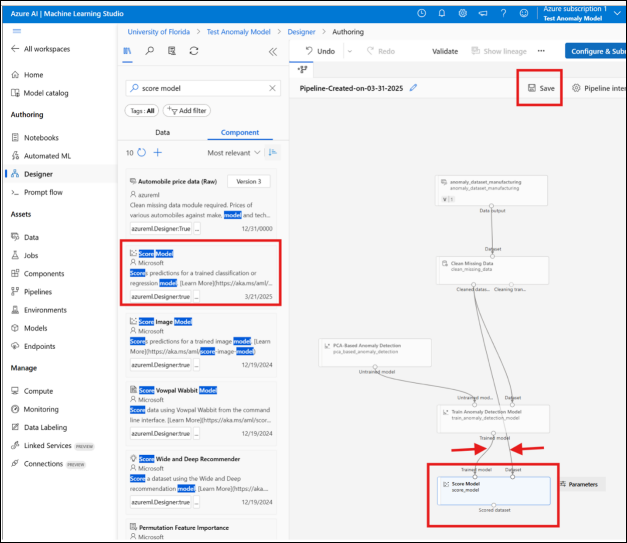 Azure AI | Machine Learning Studio
Azure subscription 1
Test Anomaly Model
University of Florida > Test Anomaly Model > Designer > Authoring
All workspaces
Home
Model catalog
Authoring
Notebooks
Automated ML
Designer
Prompt flow
Assets
Data
Jobs
Components
Pipelines
Environments
Models
Endpoints
Manage
Compute
Monitoring
Data Labeling
Linked Services PREVIEW
Connections PREVIEW
score model
Tags : All
Add filter
Data
Component
10
Most relevant
Automobile price data (Raw)
Version 3
azureml
Clean missing data module required. Prices of
various automobiles against make, model and tech...
azureml.Designer:True ...
12/31/0000
Score Model
Microsoft
Scores predictions for a trained classification or
regression model. [Learn More](https://aka.ms/aml/...
azureml.Designer:true ...
3/21/2025
Score Image Model
Microsoft
Scores predictions for a trained image model. [Learn
More](https://aka.ms/aml/score-image-model)
azureml.Designer:true ...
12/19/2024
Score Vowpal Wabbit Model
Microsoft
Score data using Vowpal Wabbit from the command
line interface. [Learn More](https://aka.ms/aml/scor...
azureml.Designer:true ...
12/19/2024
Score Wide and Deep Recommender
Microsoft
Score a dataset using the Wide and Deep
recommendation model. [Learn More](https://aka...
azureml.Designer:true ...
12/19/2024
Permutation Feature Importance
Microsoft
Undo
Redo
Validate
Show lineage
...
Configure & Sub
Pipeline-Created-on-03-31-2025
Save
Pipeline inter
anomaly_dataset_manufacturing
anomaly_dataset_manufacturing
Data output
Dataset
Clean Missing Data
clean_missing_data
Cleaned datas...
Cleaning tran...
PCA-Based Anomaly Detection
pca_based_anomaly_detection
Untrained model
Untrained mod...
Dataset
Train Anomaly Detection Model
train_anomaly_detection_model
Trained model
Trained model
Dataset
Score Model
score_model
Scored dataset
Parameters